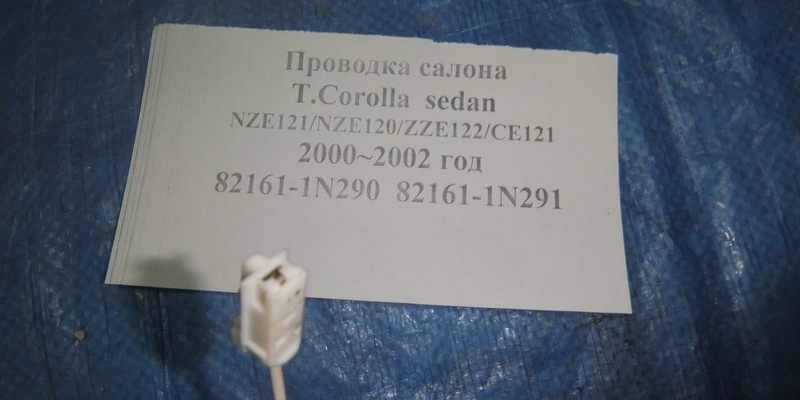 Проводка салона
T.Corolla sedan
NZE121/NZE120/ZZE122/CE121
2000~2002 год
82161-1N290 82161-1N291